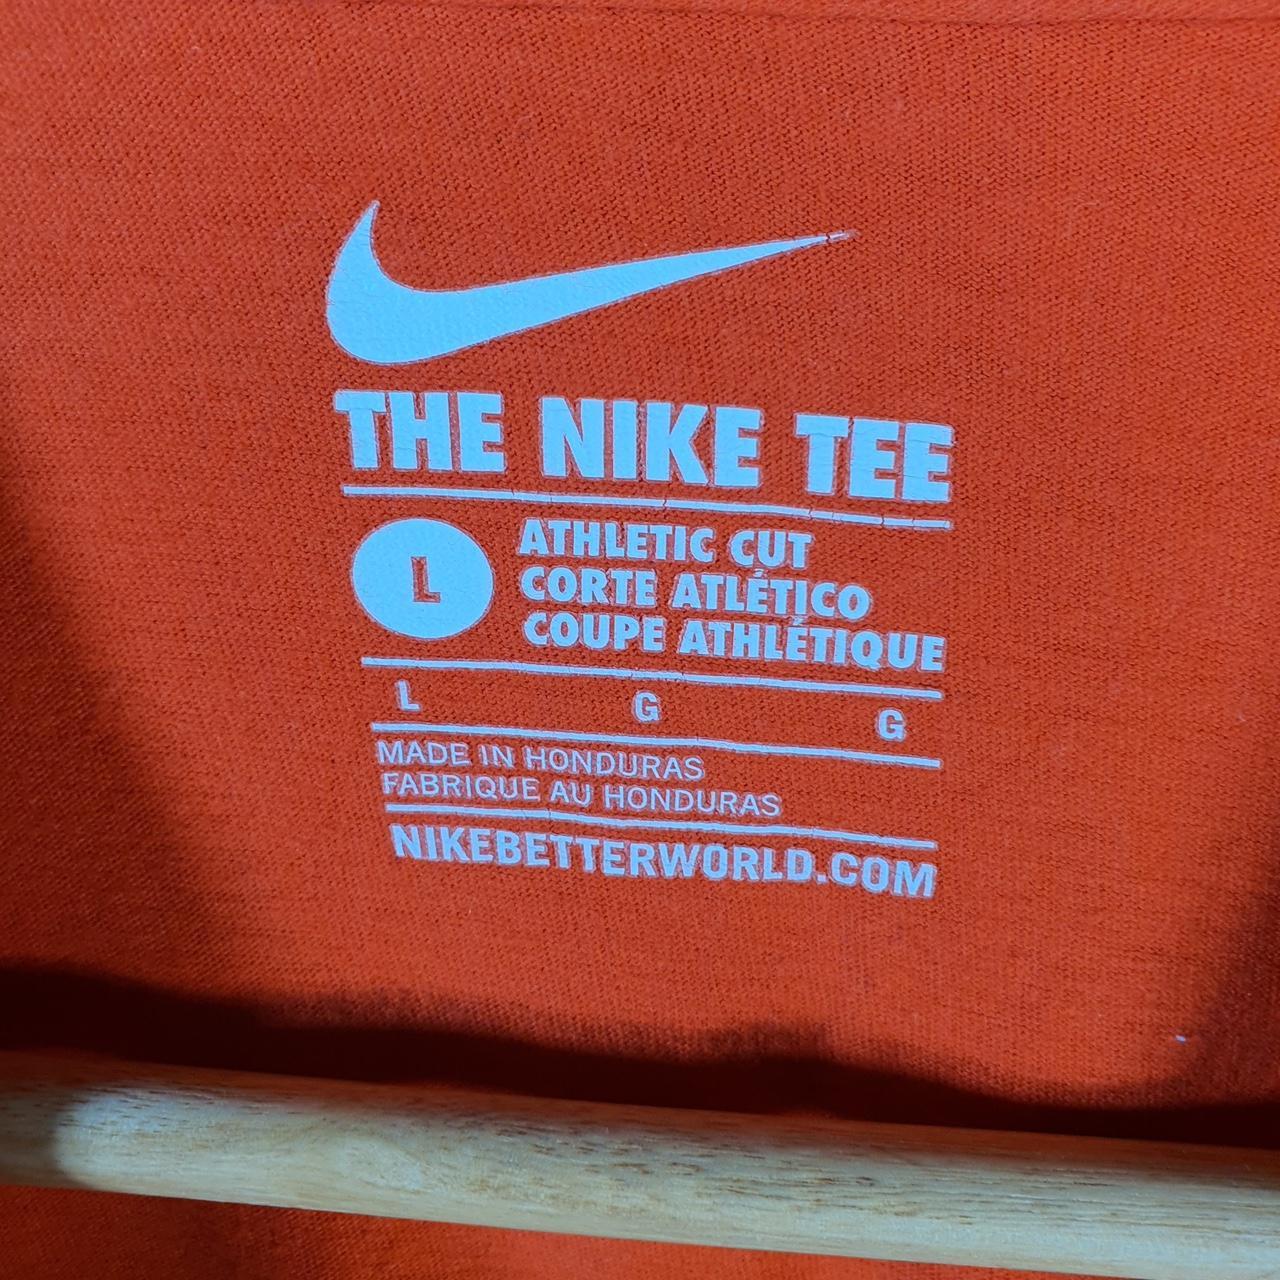 THE NIKE TEE
L
ATHLETIC CUT
CORTE ATLÉTICO
COUPE ATHLÉTIQUE
L G G
MADE IN HONDURAS
FABRIQUE AU HONDURAS
NIKEBETTERWORLD.COM